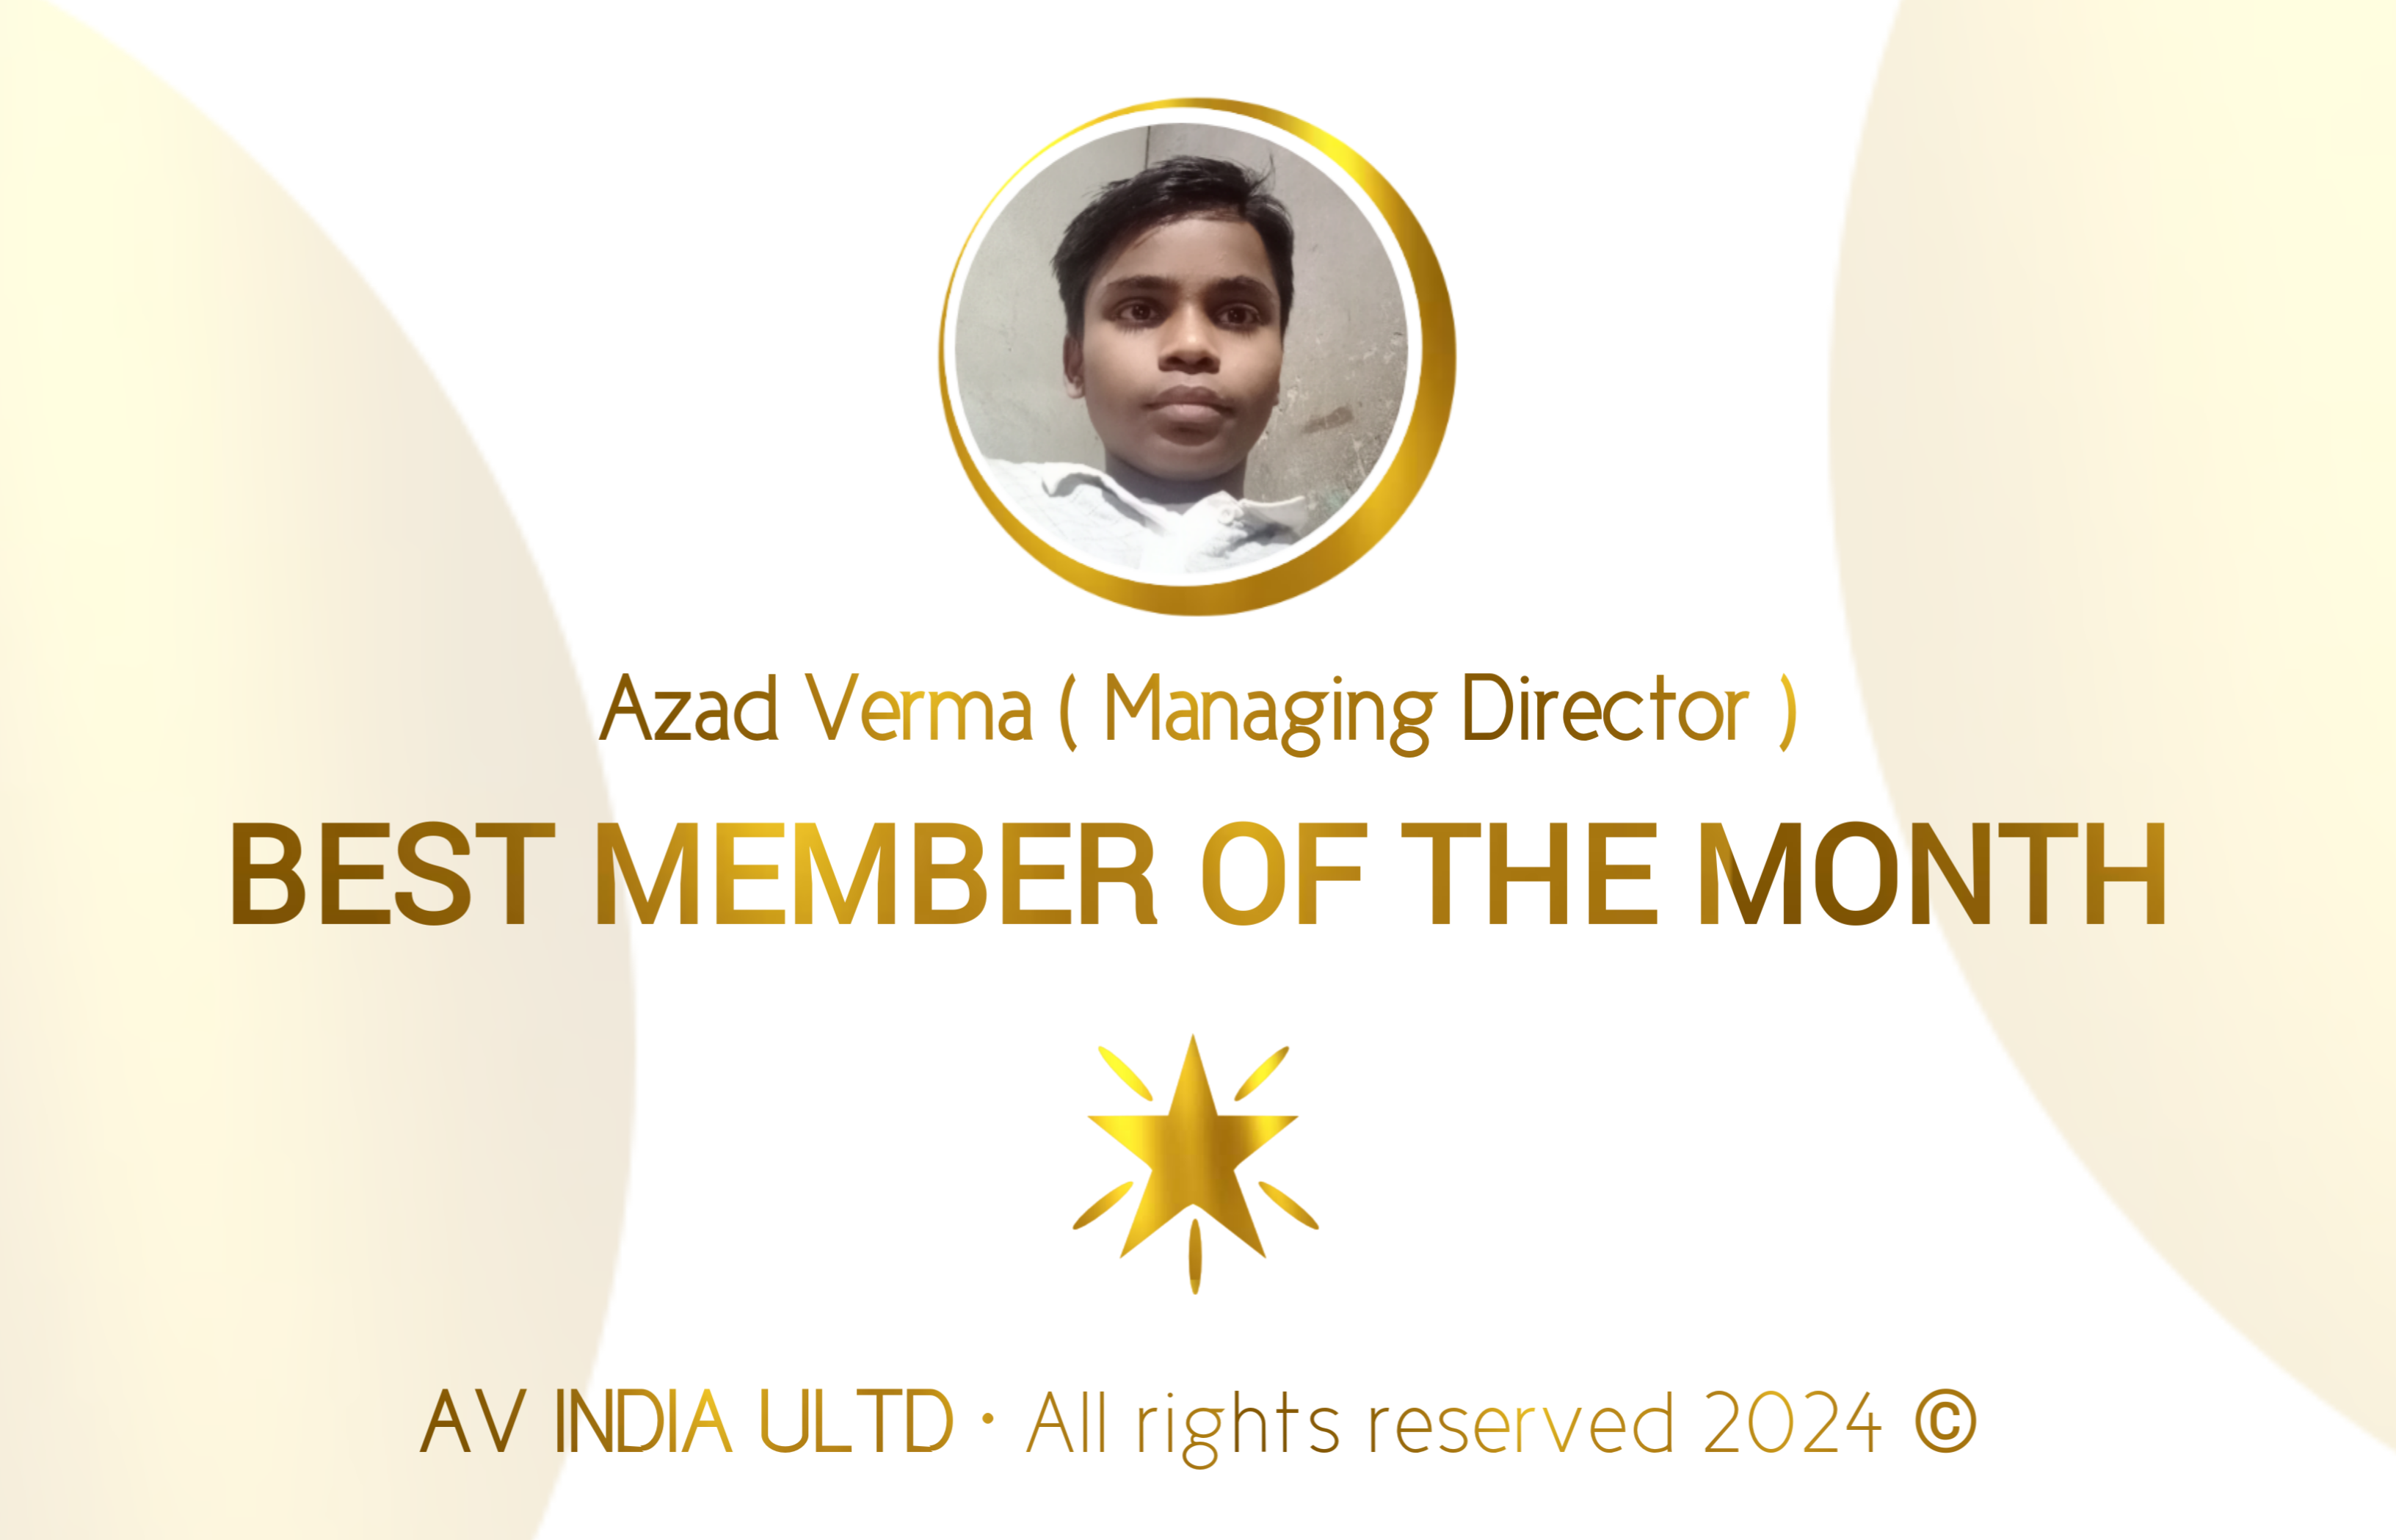 Azad Verma ( Managing Director )
BEST MEMBER OF THE MONTH
AV INDIA ULTD · All rights reserved 2024 ©